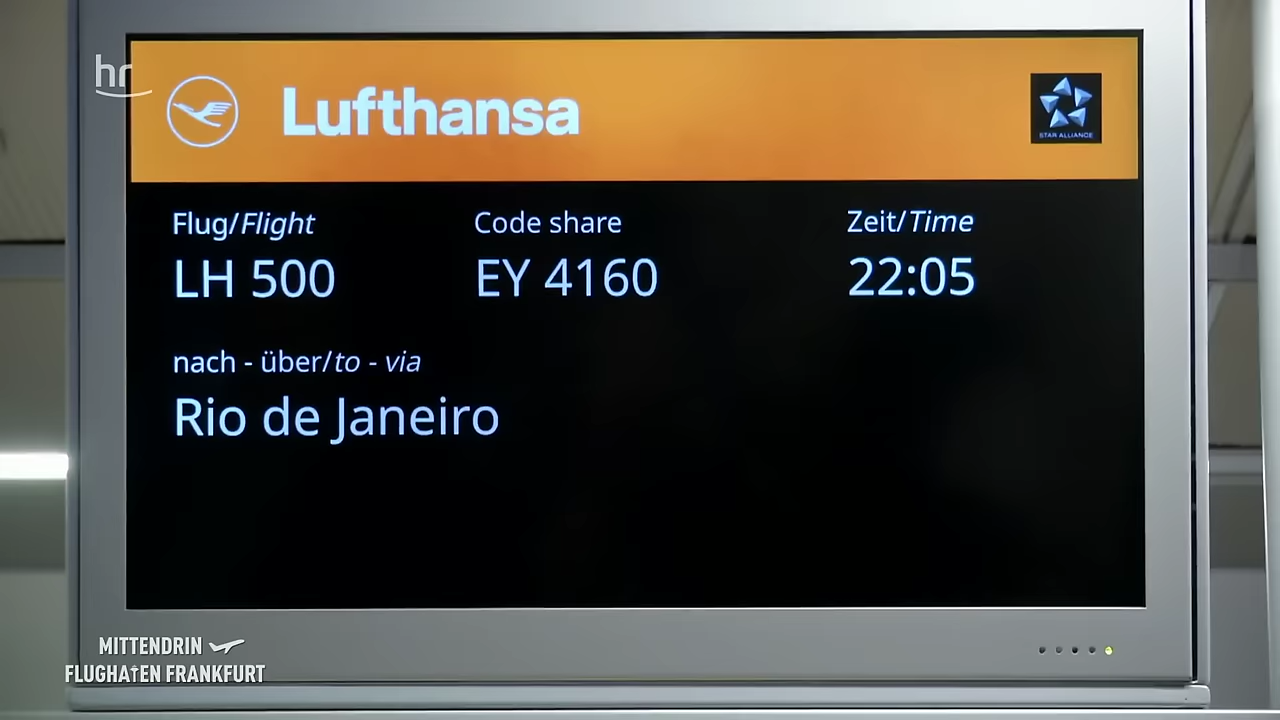 hr
Lufthansa
STAR ALLIANCE
Flug/Flight Code share Zeit/Time
LH 500 EY 4160 22:05
nach - über/to - via
Rio de Janeiro
MITTENDRIN
FLUGHAFEN FRANKFURT